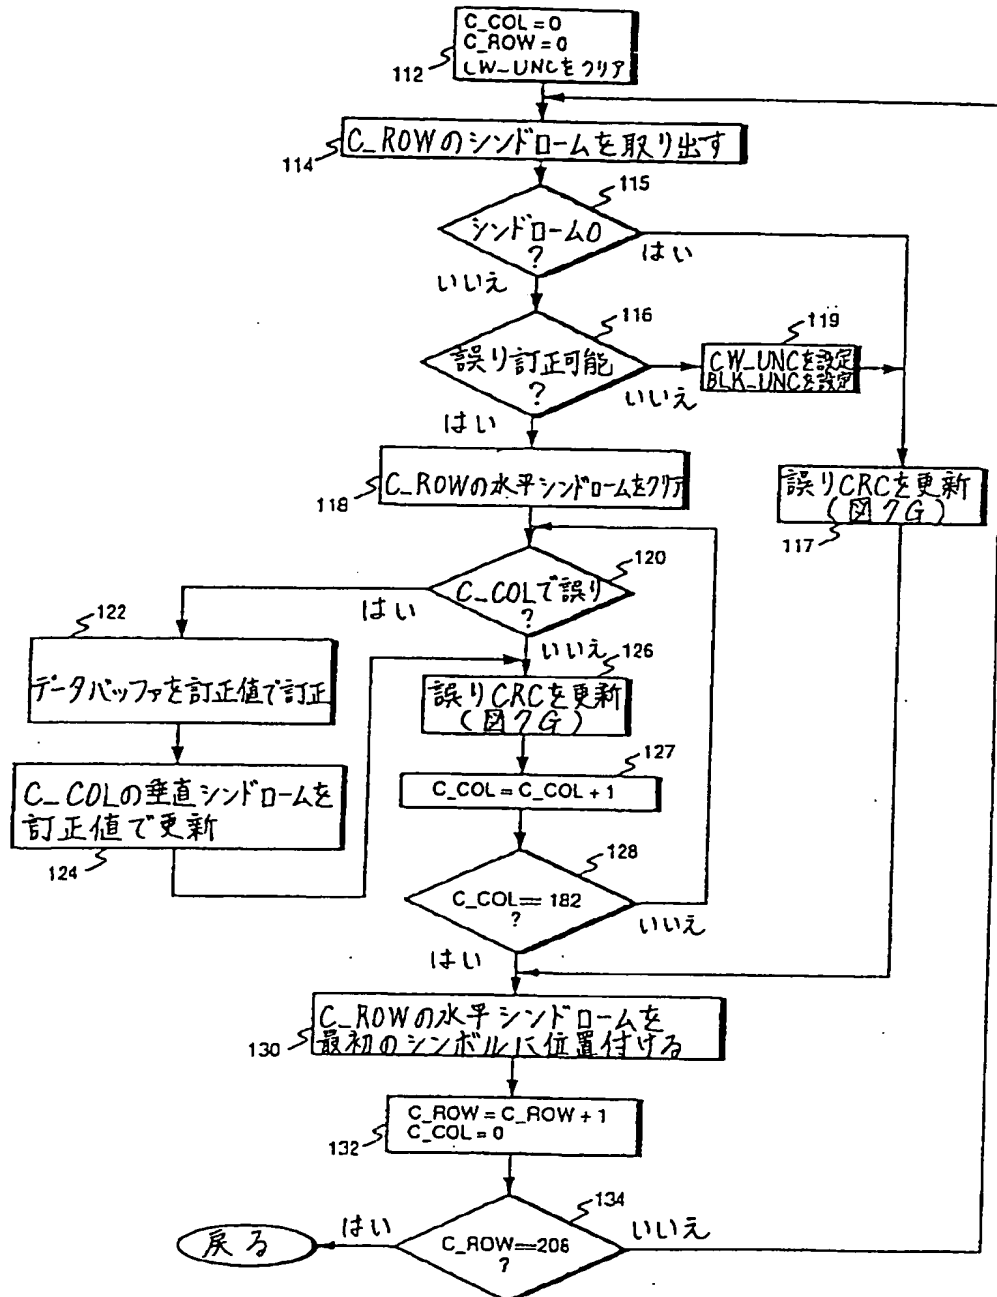 C_COL=0
C_ROW=0
CW_UNCをクリア
112
C_ROWのシンドロームを取り出す
114
115
シンドローム0
?
はい
いいえ
116
誤り訂正可能
?
いいえ
はい
119
CW_UNCを設定
BLK_UNCを設定
C_ROWの水平シンドロームをクリア
118
誤りCRCを更新
(図7G)
117
120
C_COLで誤り
?
はい
いいえ
122
データバッファを訂正値で訂正
126
誤りCRCを更新
(図7G)
127
C_COL=C_COL+1
C_COLの垂直シンドロームを
訂正値で更新
124
128
C_COL==182
?
いいえ
はい
C_ROWの水平シンドロームを
最初のシンボルに位置付ける
130
C_ROW=C_ROW+1
C_COL=0
132
134
C_ROW==208
?
はい
いいえ
戻る